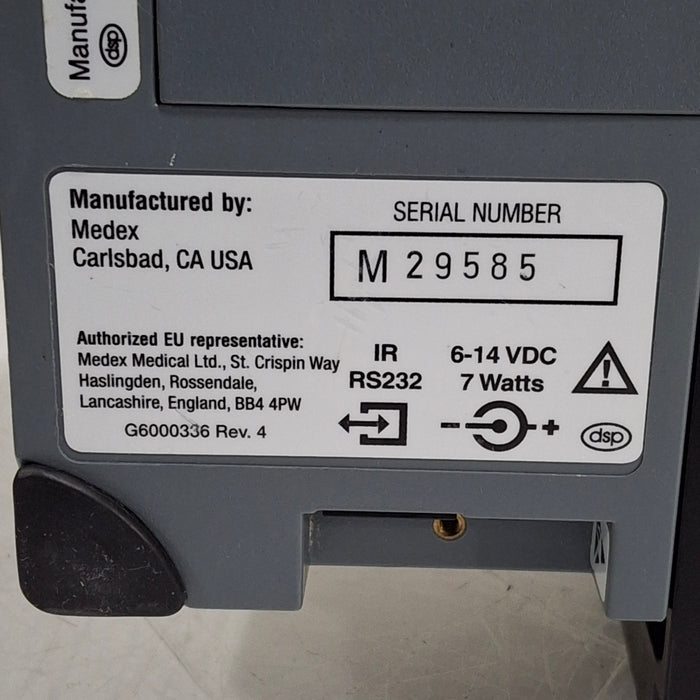 Manufa
dsp
Manufactured by:
Medex
Carlsbad, CA USA
SERIAL NUMBER
M 29585
Authorized EU representative:
Medex Medical Ltd., St. Crispin Way
Haslingden, Rossendale,
Lancashire, England, BB4 4PW
G6000336 Rev. 4
IR
RS232
6-14 VDC
7 Watts
dsp